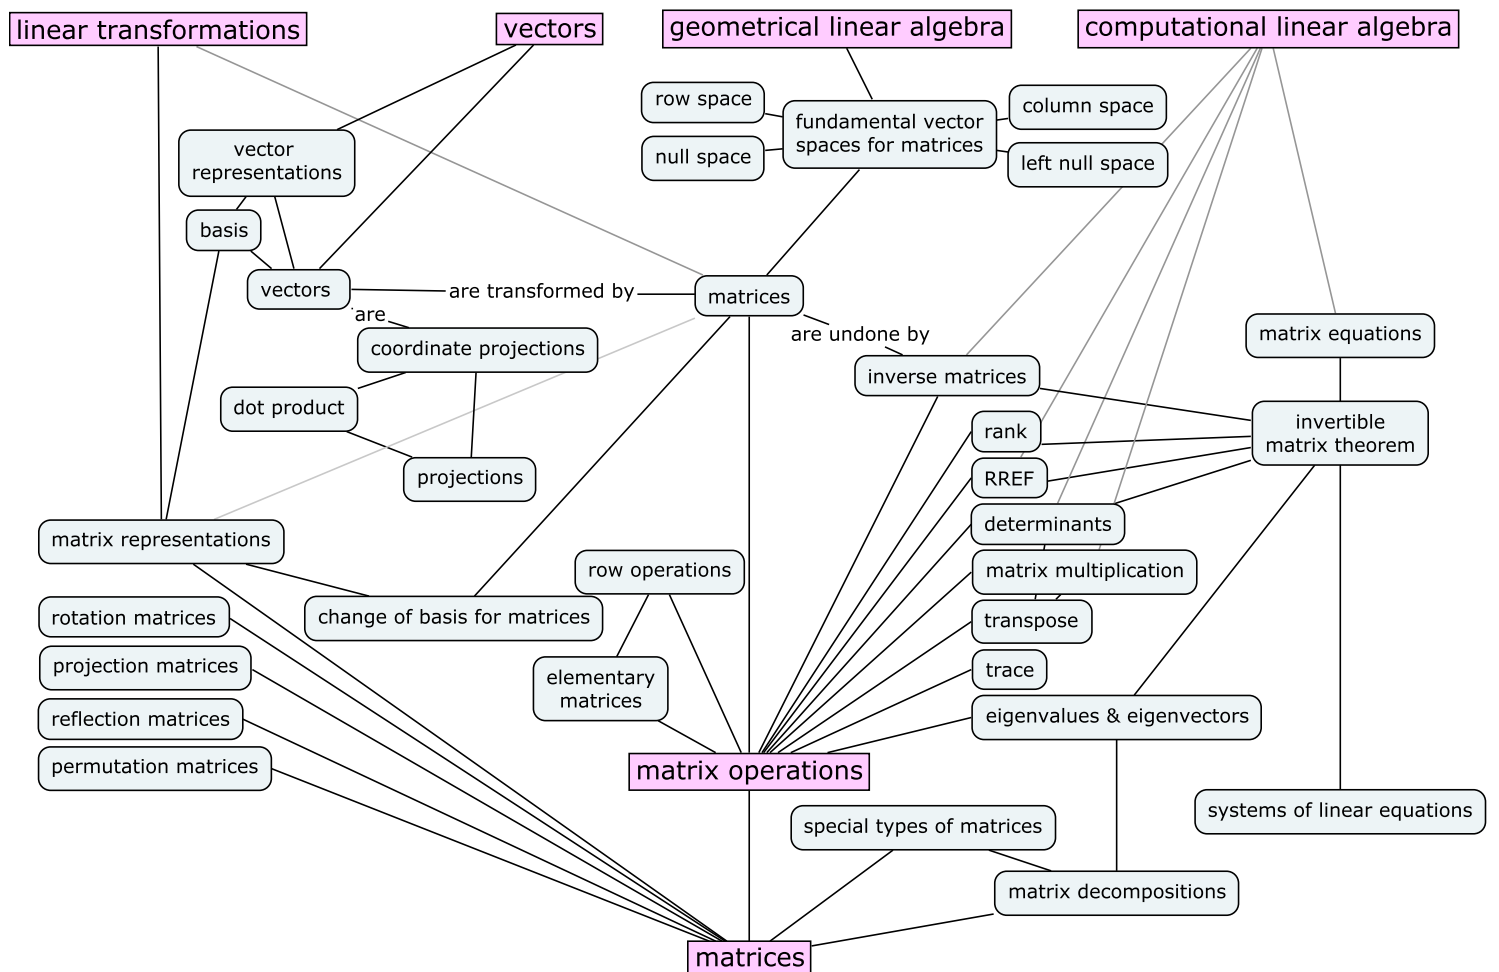 linear transformations
vectors
geometrical linear algebra
computational linear algebra
row space
column space
fundamental vector
spaces for matrices
null space
left null space
vector
representations
basis
vectors
are transformed by
matrices
are
are undone by
matrix equations
coordinate projections
inverse matrices
dot product
rank
invertible
matrix theorem
projections
RREF
determinants
matrix representations
row operations
matrix multiplication
rotation matrices
change of basis for matrices
transpose
projection matrices
elementary
matrices
trace
reflection matrices
eigenvalues & eigenvectors
permutation matrices
matrix operations
systems of linear equations
special types of matrices
matrix decompositions
matrices